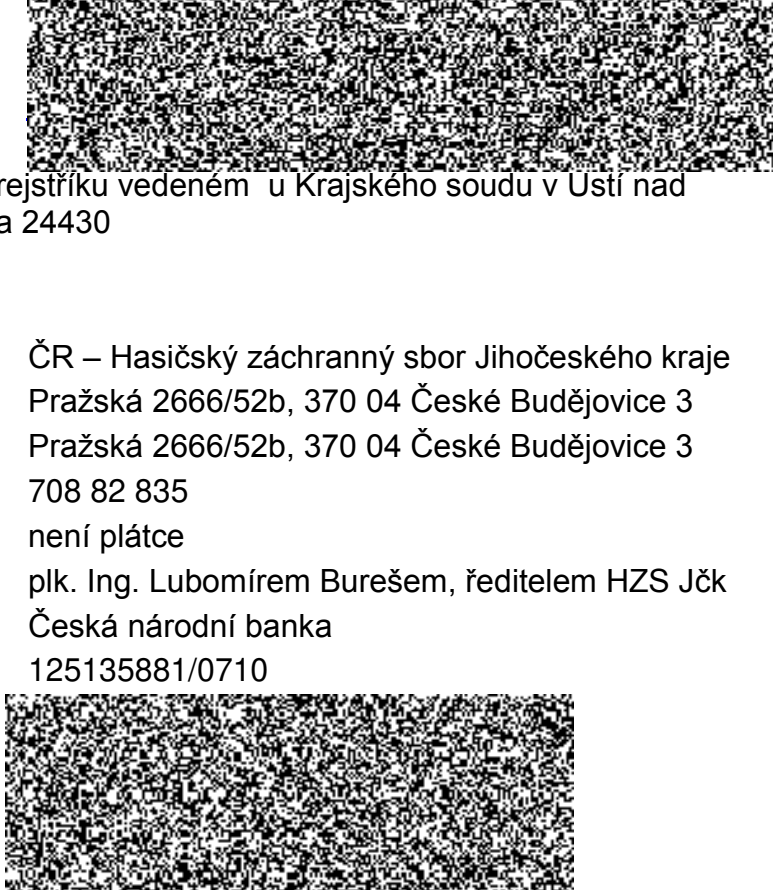 rejstříku vedeném  u Krajského soudu v Ústí nad
a 24430
ČR – Hasičský záchranný sbor Jihočeského kraje
Pražská 2666/52b, 370 04 České Budějovice 3
Pražská 2666/52b, 370 04 České Budějovice 3
708 82 835
není plátce
plk. Ing. Lubomírem Burešem, ředitelem HZS Jčk
Česká národní banka
125135881/0710